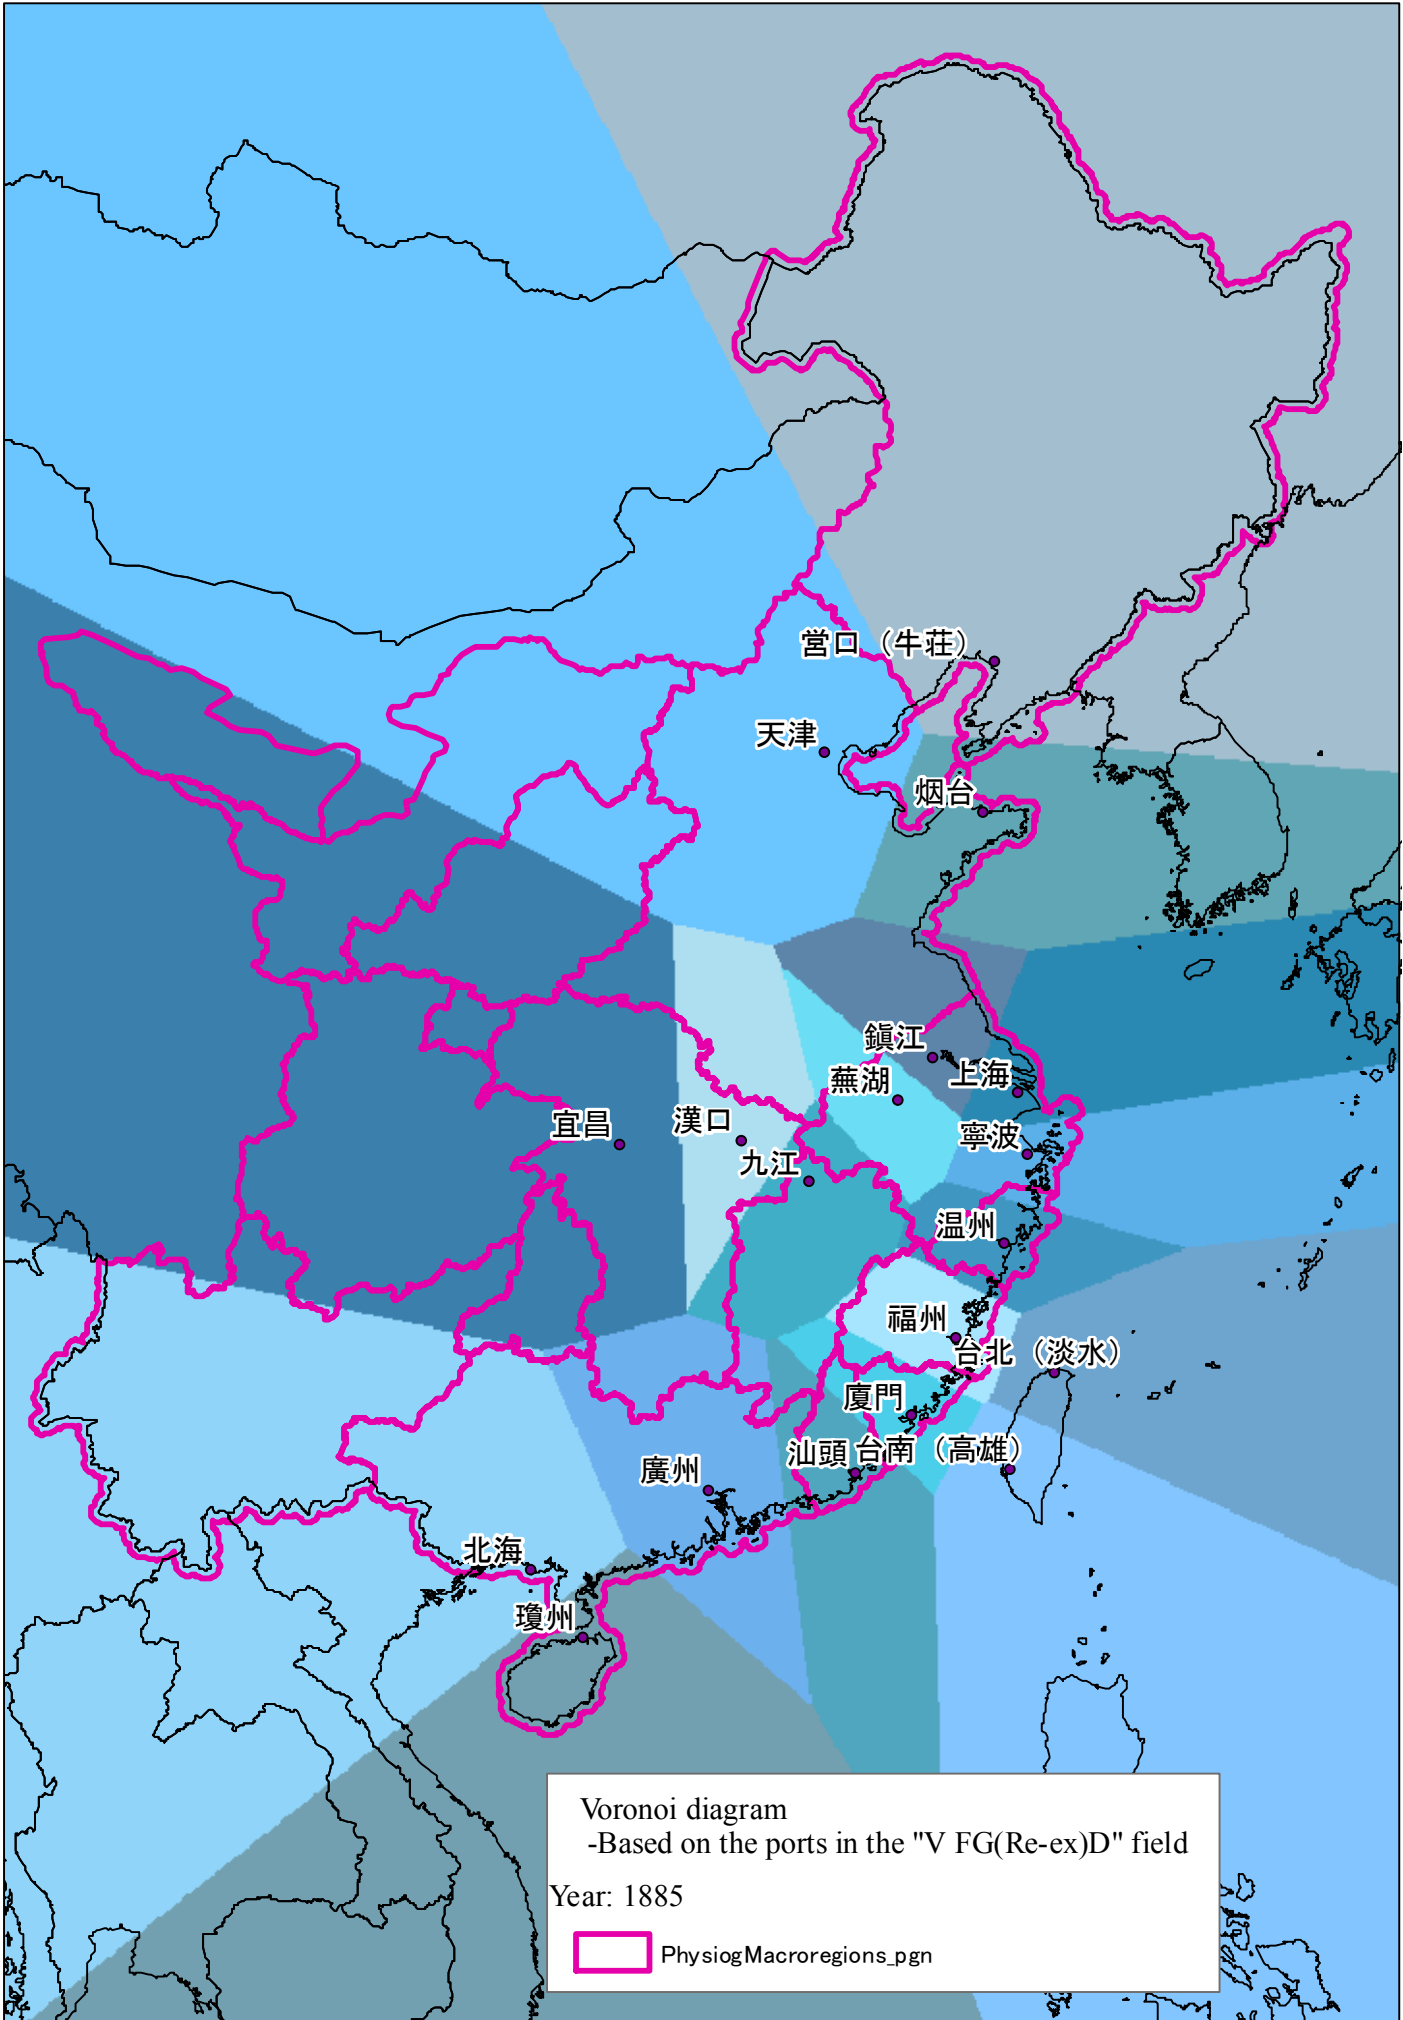 営口（牛荘）
天津
烟台
鎮江
上海
蕪湖
漢口
宜昌
寧波
九江
温州
福州
台北（淡水）
廈門
汕頭
台南（高雄）
廣州
北海
瓊州
Voronoi diagram
-Based on the ports in the "V FG(Re-ex)D" field
Year: 1885
PhysiogMacroregions_pgn